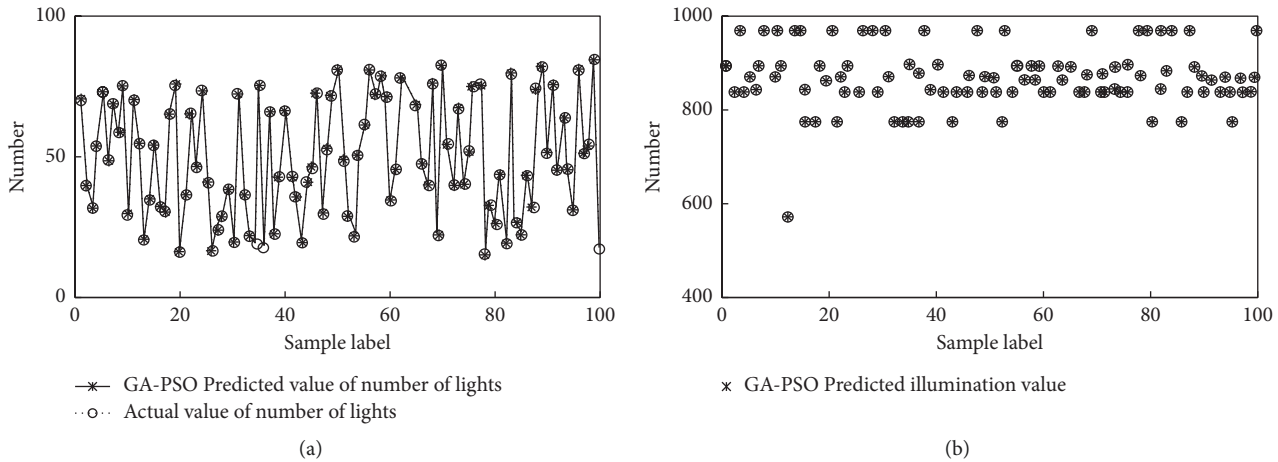 100
50
0
Number
0
20
40
60
80
100
Sample label
GA-PSO Predicted value of number of lights
Actual value of number of lights
(a)
1000
800
600
400
Number
0
20
40
60
80
100
Sample label
GA-PSO Predicted illumination value
(b)